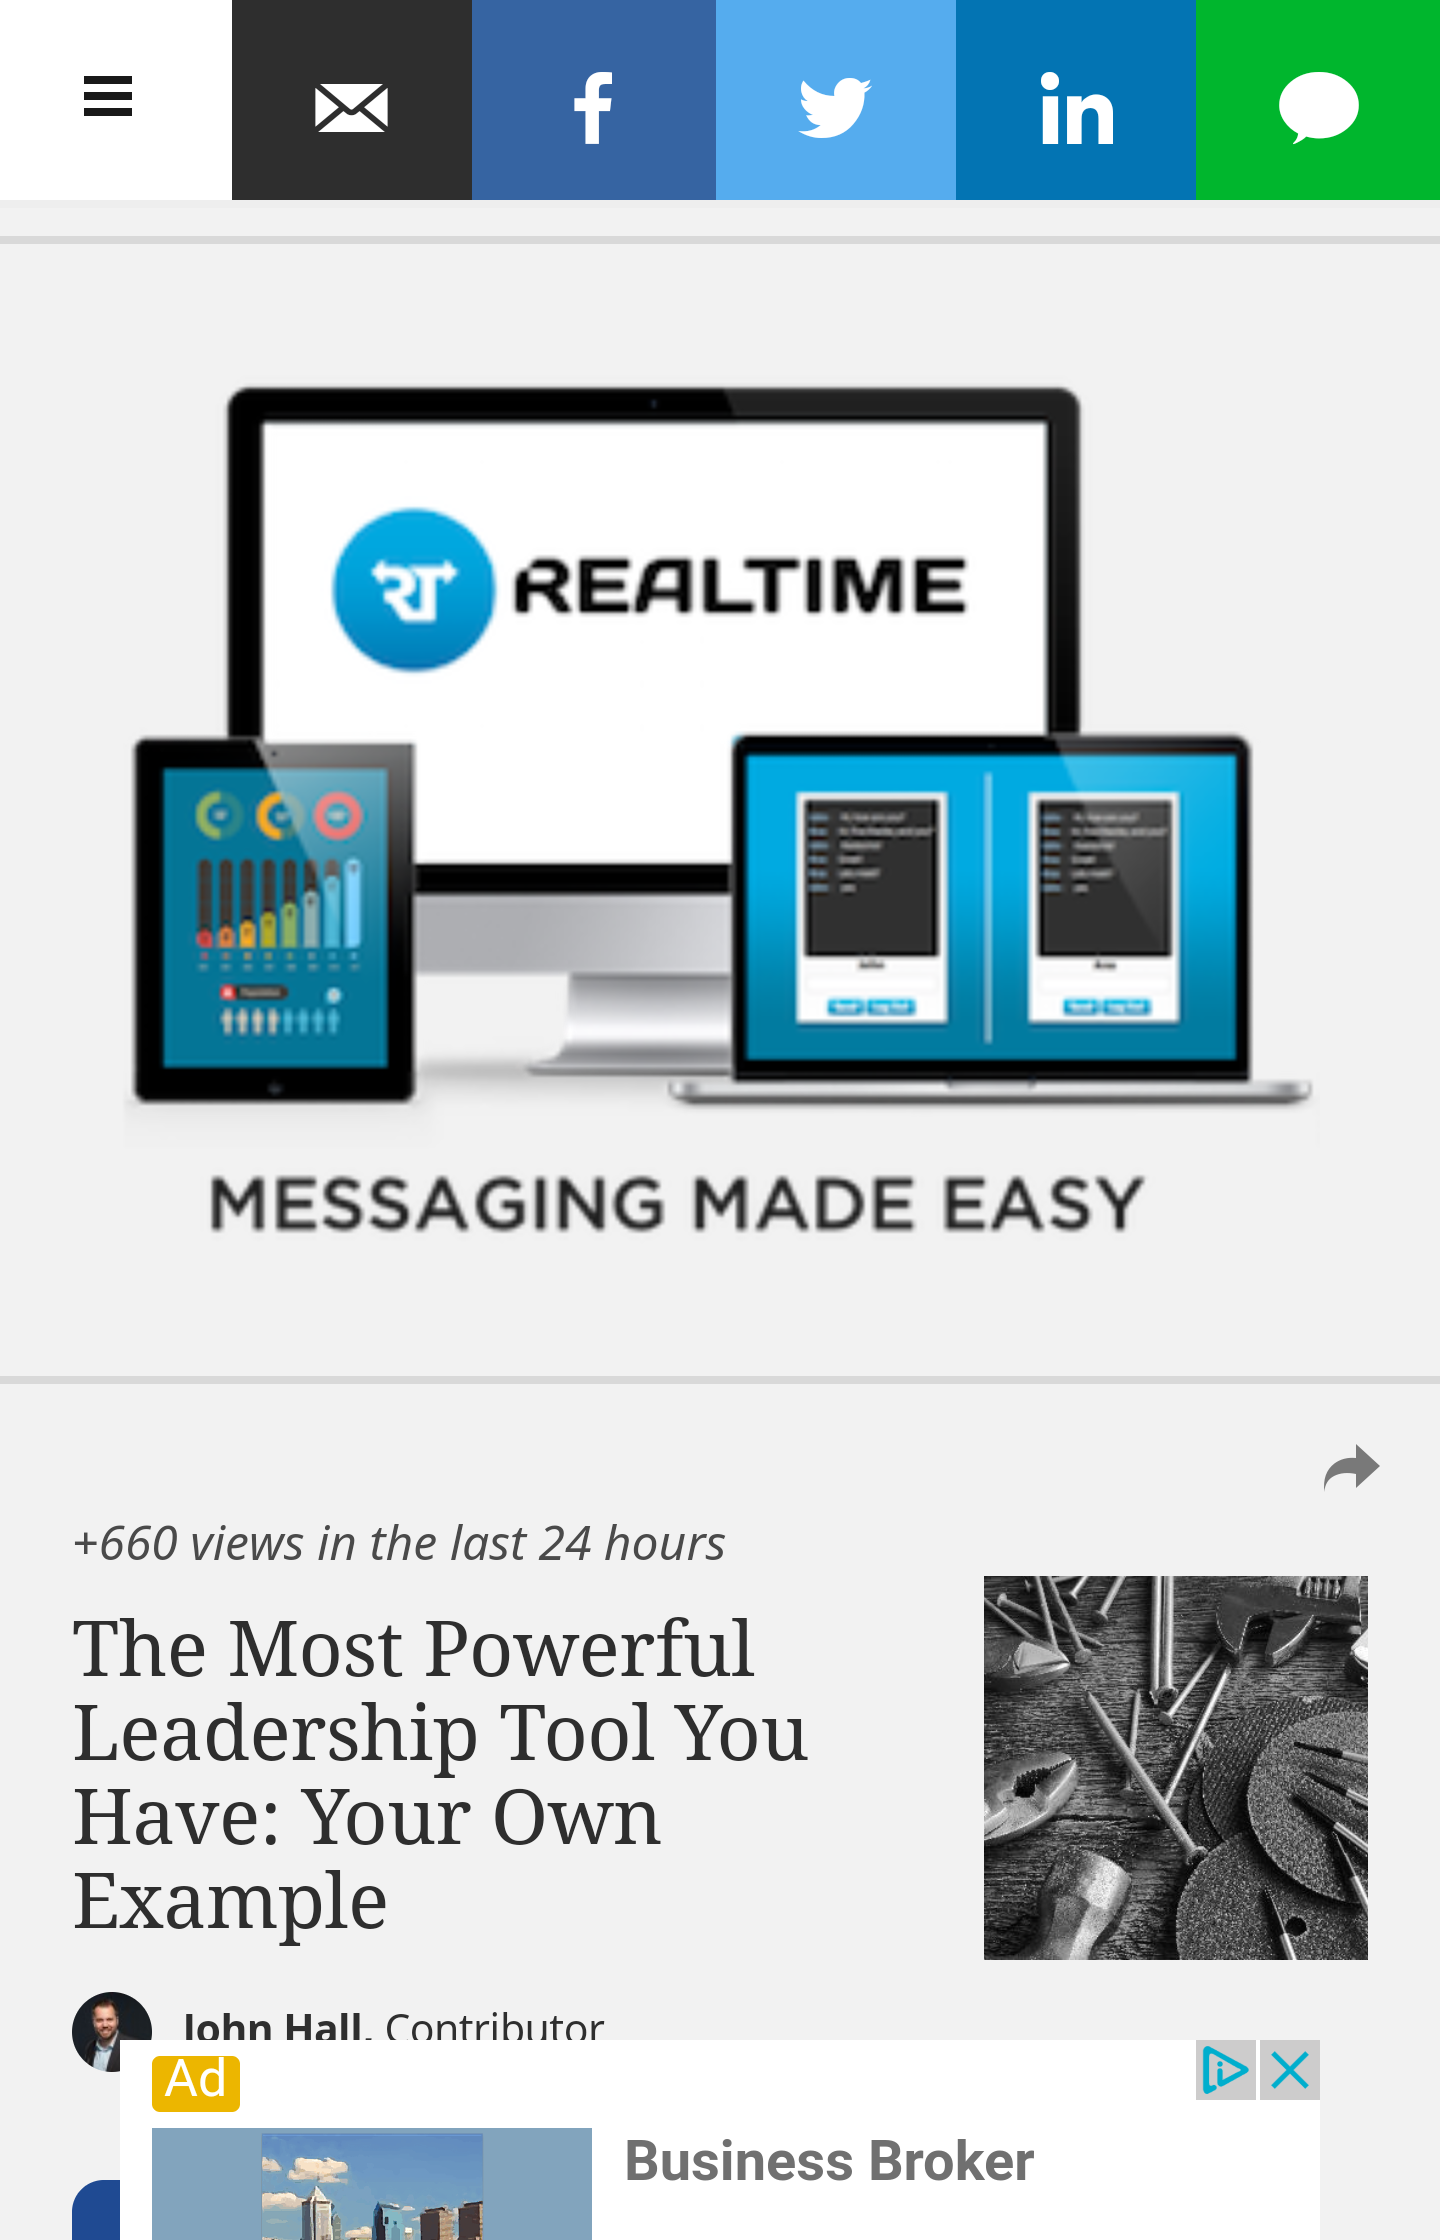 RT REALTIME
MESSAGING MADE EASY
+660 views in the last 24 hours
The Most Powerful
Leadership Tool You
Have: Your Own
Example
John Hall, Contributor
Ad
Business Broker